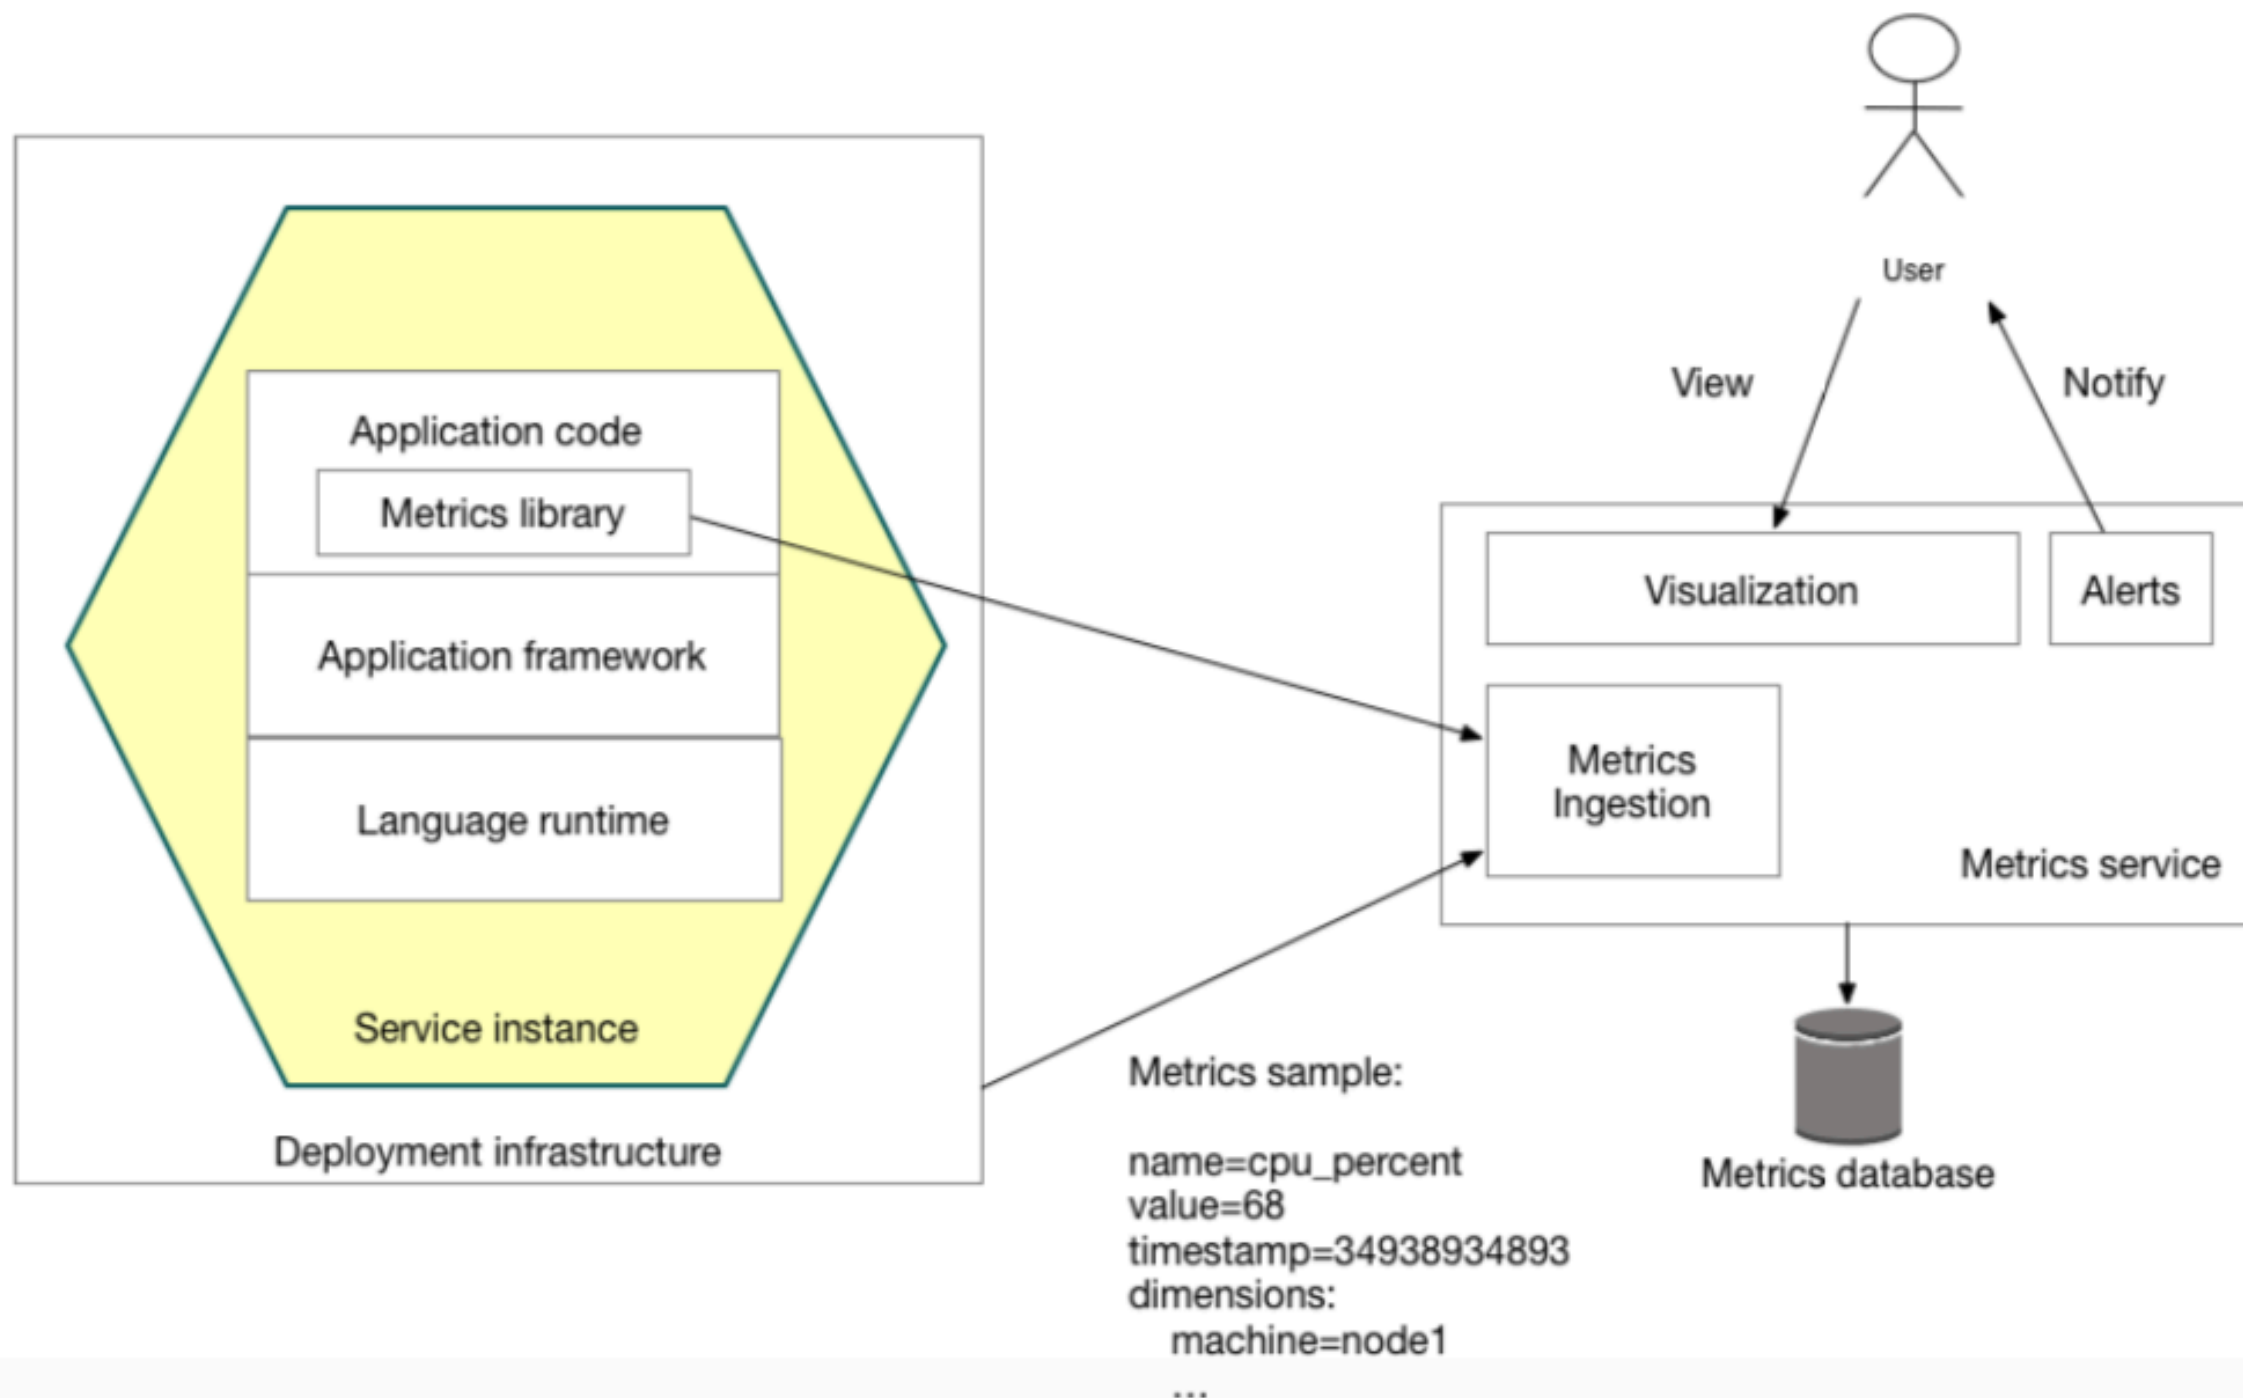 User
View
Notify
Application code
Metrics library
Application framework
Language runtime
Service instance
Deployment infrastructure
Visualization
Alerts
Metrics
Ingestion
Metrics service
Metrics database
Metrics sample:
name=cpu_percent
value=68
timestamp=34938934893
dimensions:
machine=node1
...